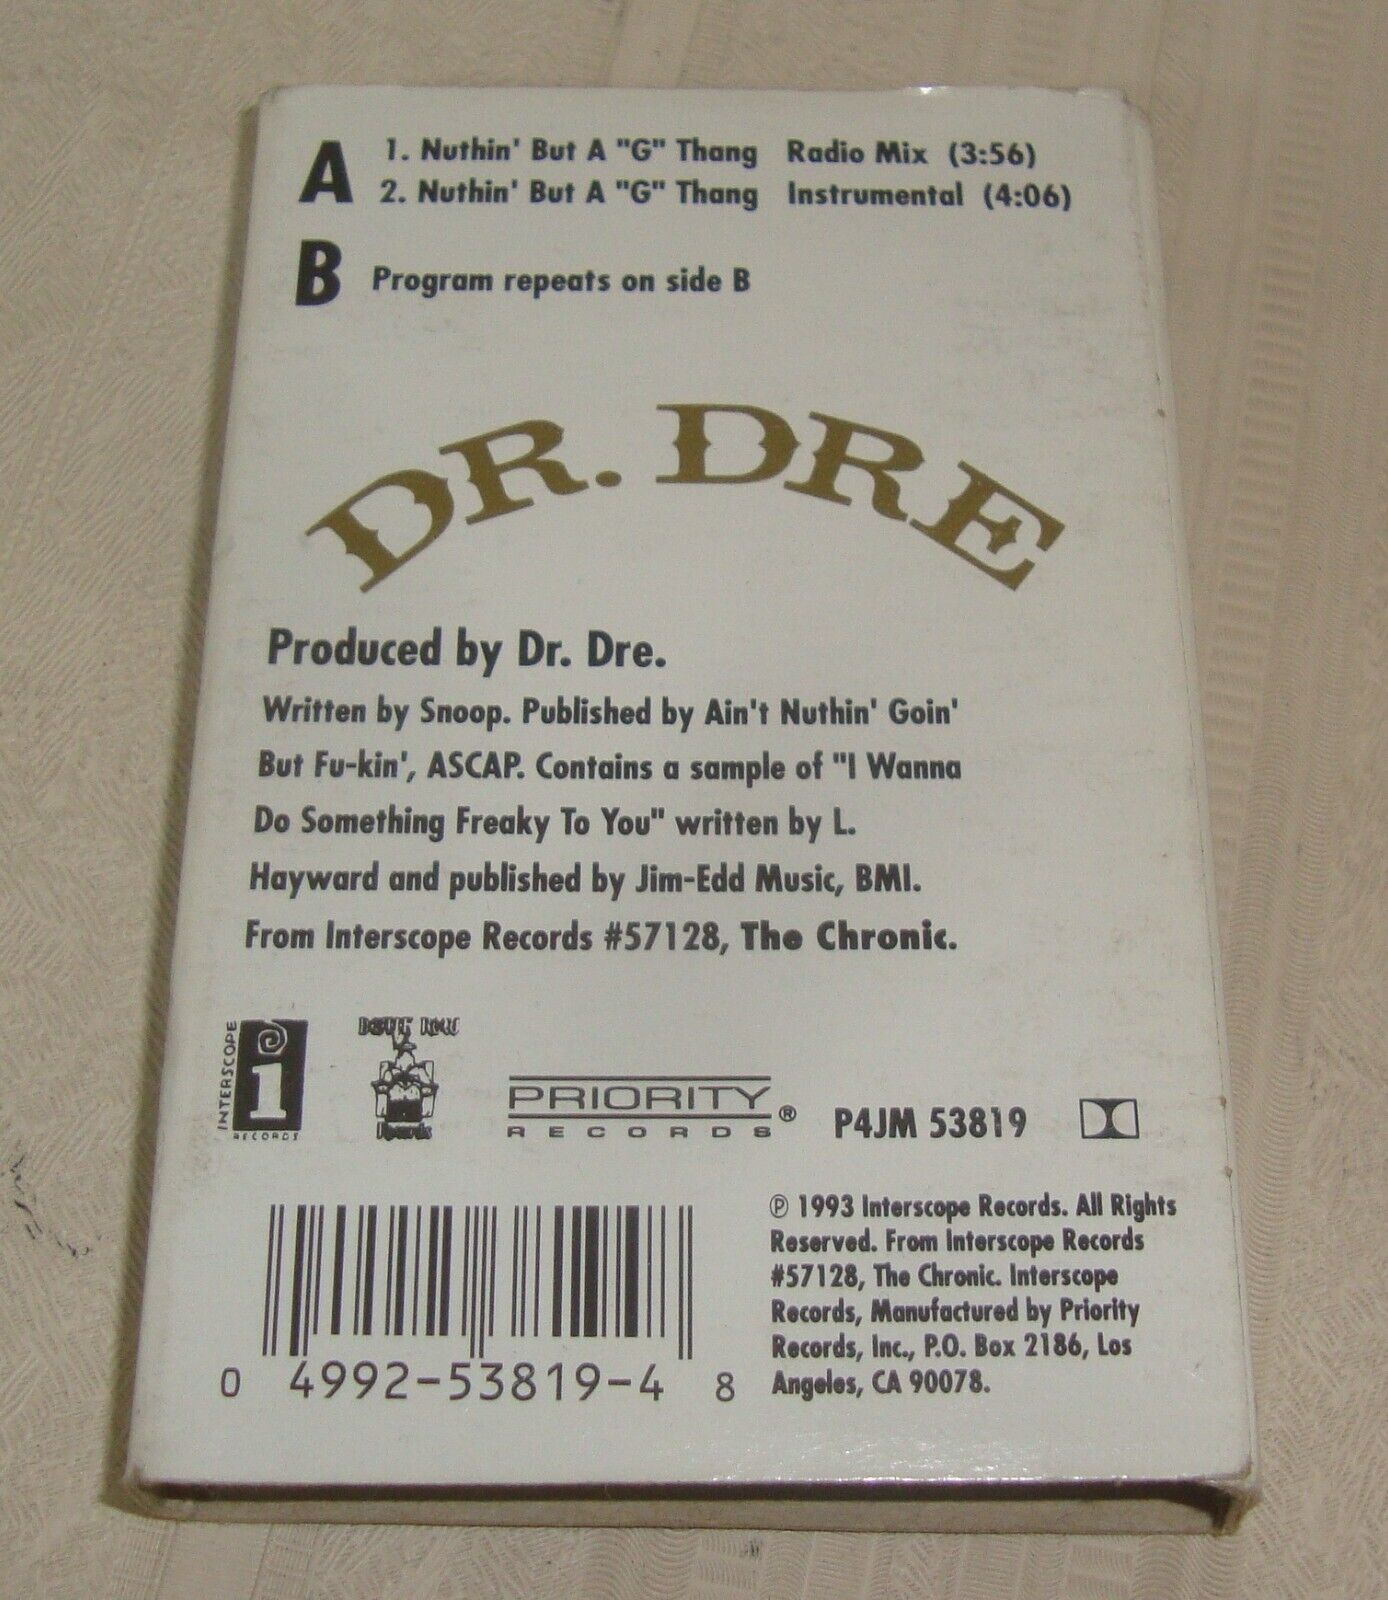 A
1. Nuthin' But A "G" Thang Radio Mix (3:56)
2. Nuthin' But A "G" Thang Instrumental (4:06)
B Program repeats on side B
DR. DRE
Produced by Dr. Dre.
Written by Snoop. Published by Ain't Nuthin' Goin'
But Fu-kin', ASCAP. Contains a sample of "I Wanna
Do Something Freaky To You" written by L.
Hayward and published by Jim-Edd Music, BMI.
From Interscope Records #57128, The Chronic.
INTERSCOPE
i
RECORDS
DEATH ROW
Records
PRIORITY
RECORDS ®
P4JM 53819
℗ 1993 Interscope Records. All Rights
Reserved. From Interscope Records
#57128, The Chronic. Interscope
Records, Manufactured by Priority
Records, Inc., P.O. Box 2186, Los
Angeles, CA 90078.
0 4992-53819-4 8